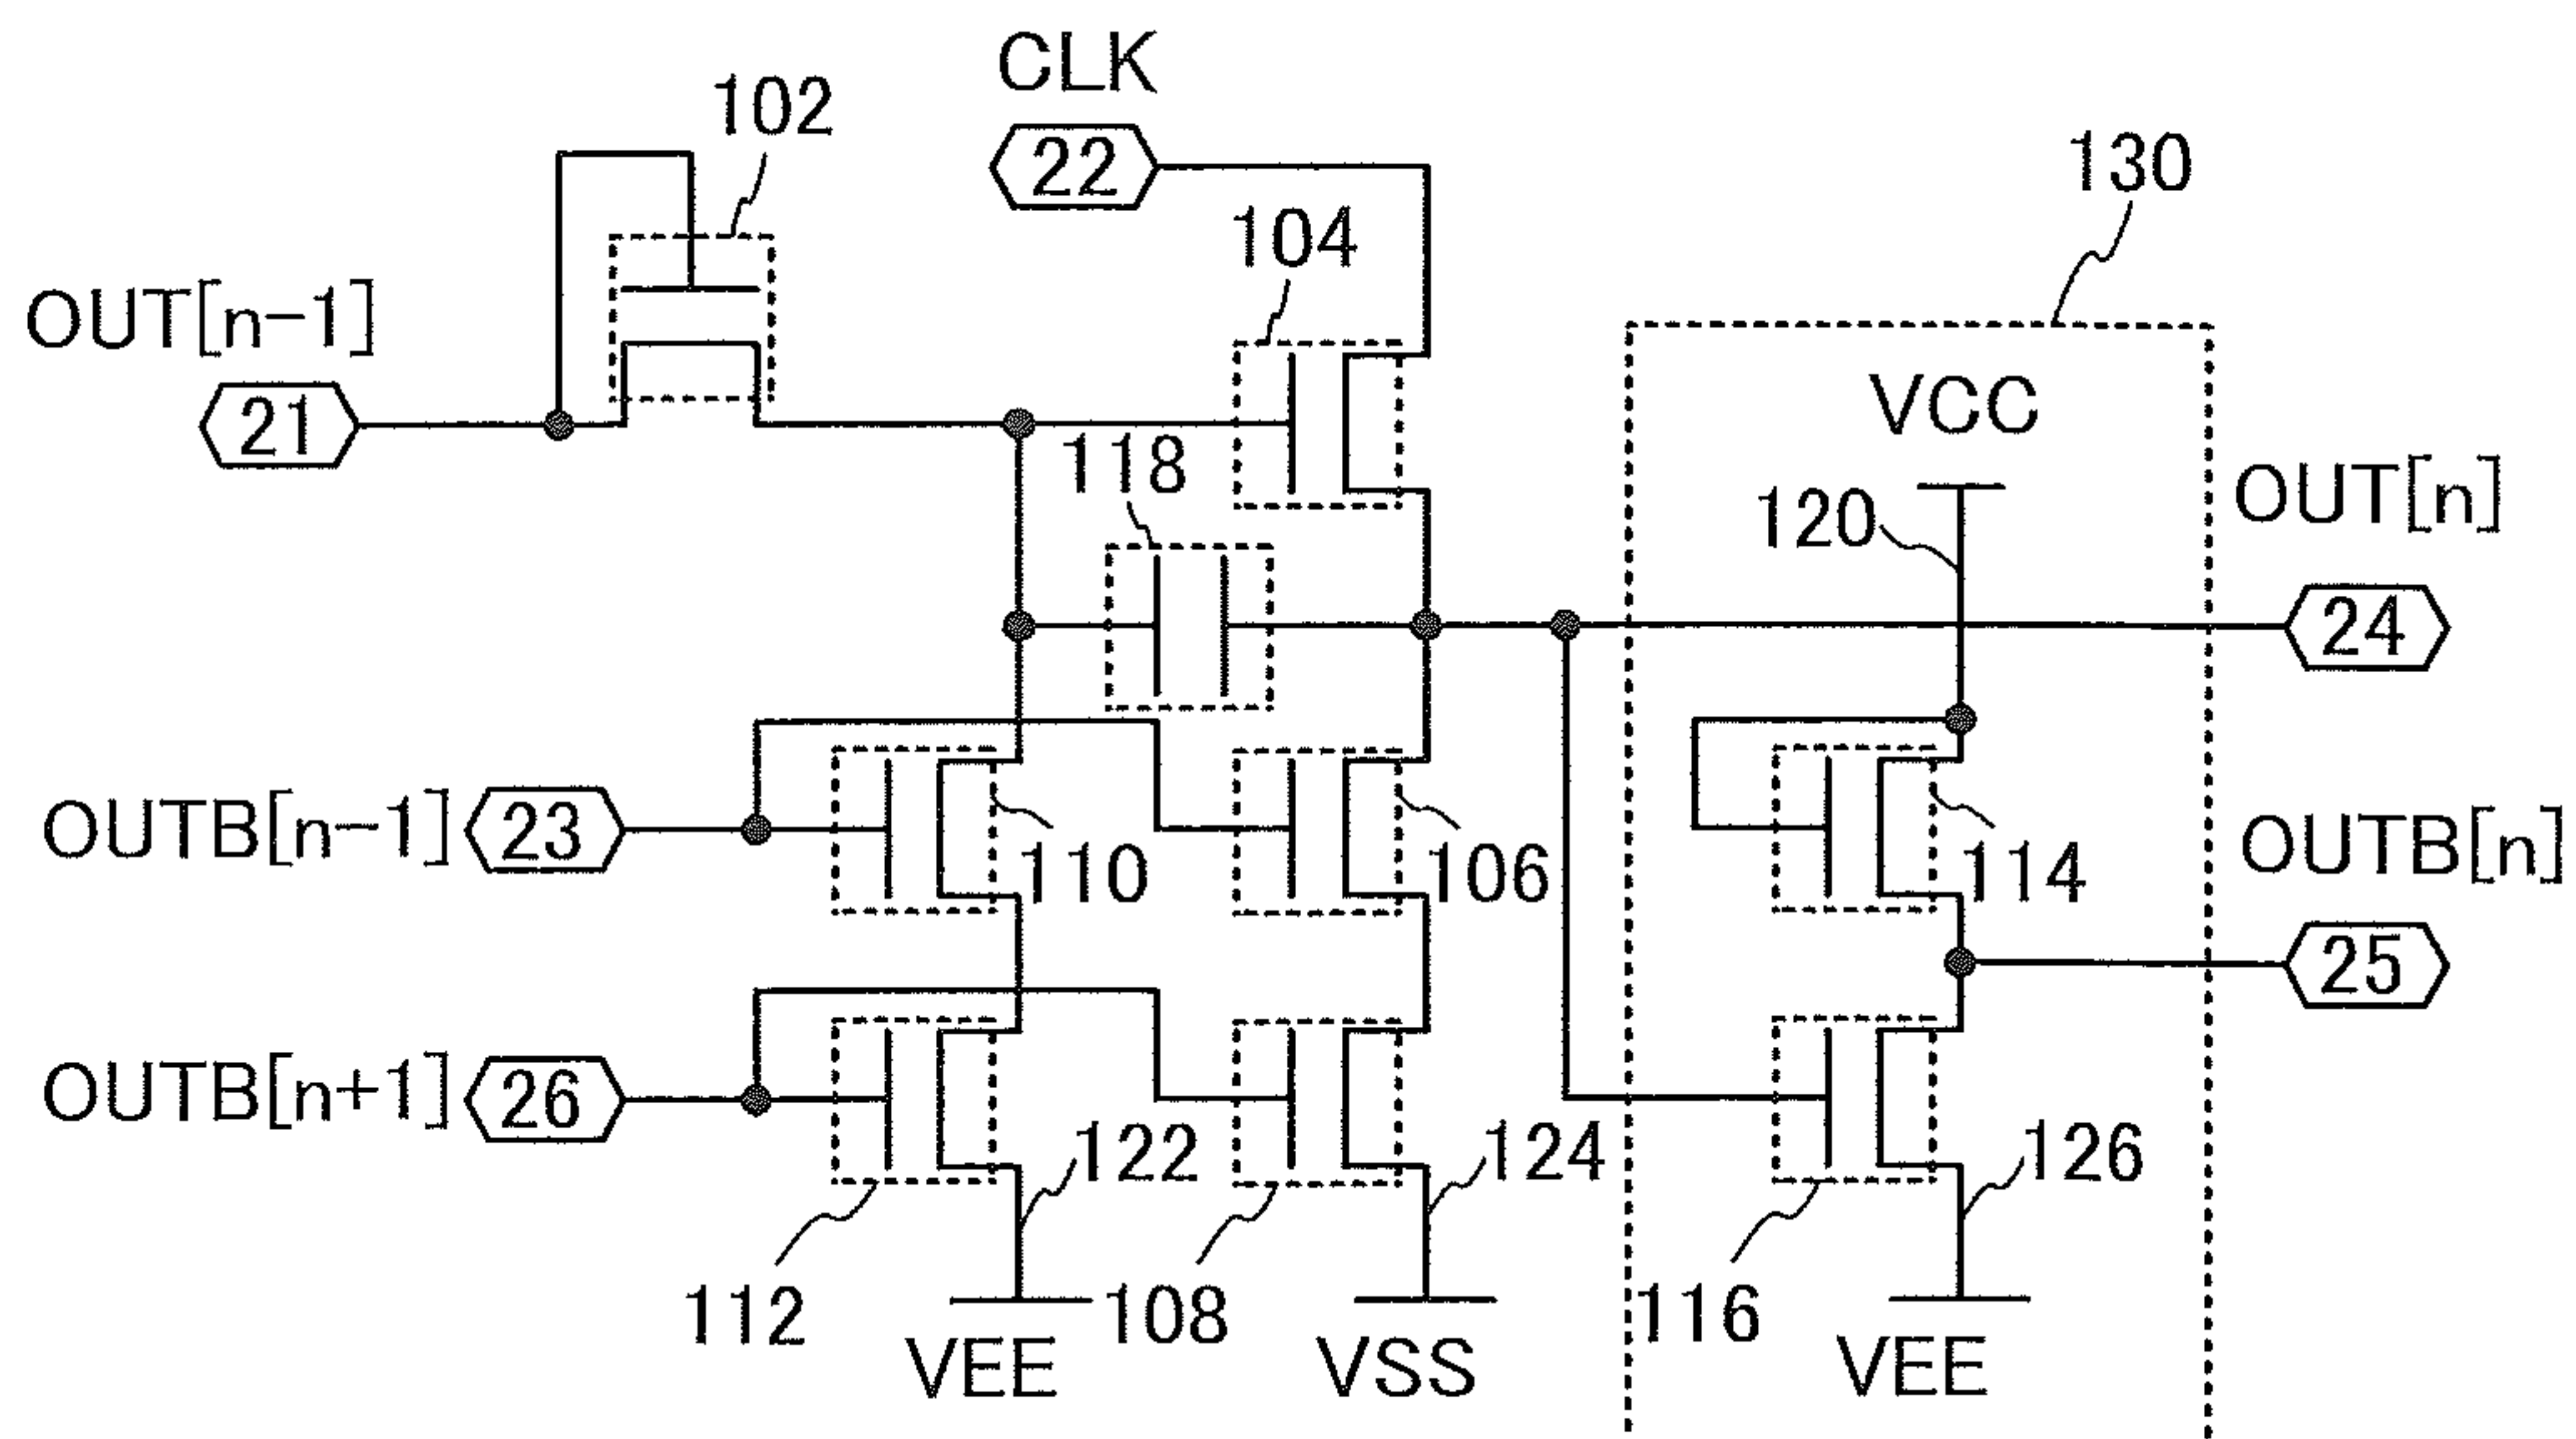 CLK
102
22
130
104
OUT[n-1]
VCC
21
118
OUT[n]
120
24
OUTB[n-1]
23
110
106
114
OUTB[n]
25
OUTB[n+1]
26
122
124
126
112
108
116
VEE
VSS
VEE